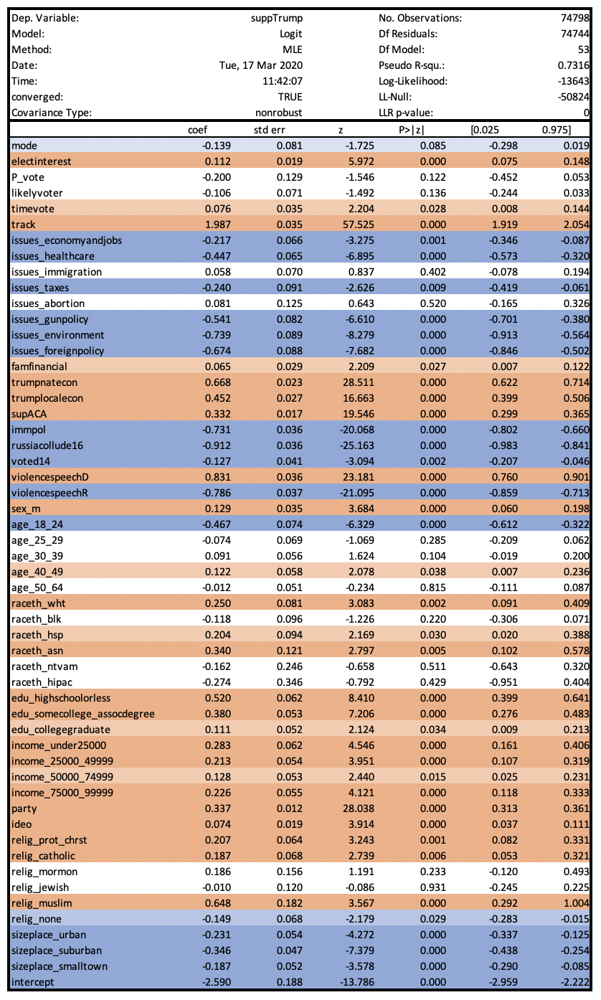 Dep. Variable: suppTrump No. Observations: 74798
Model: Logit Df Residuals: 74744
Method: MLE Df Model: 53
Date: Tue, 17 Mar 2020 Pseudo R-squ.: 0.7316
Time: 11:42:07 Log-Likelihood: -13643
converged: TRUE LL-Null: -50824
Covariance Type: nonrobust LLR p-value: 0
coef std err z P>|z| [0.025 0.975]
mode -0.139 0.081 -1.725 0.085 -0.298 0.019
electinterest 0.112 0.019 5.972 0.000 0.075 0.148
P_vote -0.200 0.129 -1.546 0.122 -0.452 0.053
likelyvoter -0.106 0.071 -1.492 0.136 -0.244 0.033
timevote 0.076 0.035 2.204 0.028 0.008 0.144
track 1.987 0.035 57.525 0.000 1.919 2.054
issues_economyandjobs -0.217 0.066 -3.275 0.001 -0.346 -0.087
issues_healthcare -0.447 0.065 -6.895 0.000 -0.573 -0.320
issues_immigration 0.058 0.070 0.837 0.402 -0.078 0.194
issues_taxes -0.240 0.091 -2.626 0.009 -0.419 -0.061
issues_abortion 0.081 0.125 0.643 0.520 -0.165 0.326
issues_gunpolicy -0.541 0.082 -6.610 0.000 -0.701 -0.380
issues_environment -0.739 0.089 -8.279 0.000 -0.913 -0.564
issues_foreignpolicy -0.674 0.088 -7.682 0.000 -0.846 -0.502
famfinancial 0.065 0.029 2.209 0.027 0.007 0.122
trumpnatecon 0.668 0.023 28.511 0.000 0.622 0.714
trumplocalecon 0.452 0.027 16.663 0.000 0.399 0.506
supACA 0.332 0.017 19.546 0.000 0.299 0.365
immpol -0.731 0.036 -20.068 0.000 -0.802 -0.660
russiacollude16 -0.912 0.036 -25.163 0.000 -0.983 -0.841
voted14 -0.127 0.041 -3.094 0.002 -0.207 -0.046
violencespeechD 0.831 0.036 23.181 0.000 0.760 0.901
violencespeechR -0.786 0.037 -21.095 0.000 -0.859 -0.713
sex_m 0.129 0.035 3.684 0.000 0.060 0.198
age_18_24 -0.467 0.074 -6.329 0.000 -0.612 -0.322
age_25_29 -0.074 0.069 -1.069 0.285 -0.209 0.062
age_30_39 0.091 0.056 1.624 0.104 -0.019 0.200
age_40_49 0.122 0.058 2.078 0.038 0.007 0.236
age_50_64 -0.012 0.051 -0.234 0.815 -0.111 0.087
raceth_wht 0.250 0.081 3.083 0.002 0.091 0.409
raceth_blk -0.118 0.096 -1.226 0.220 -0.306 0.071
raceth_hsp 0.204 0.094 2.169 0.030 0.020 0.388
raceth_asn 0.340 0.121 2.797 0.005 0.102 0.578
raceth_ntvam -0.162 0.246 -0.658 0.511 -0.643 0.320
raceth_hipac -0.274 0.346 -0.792 0.429 -0.951 0.404
edu_highschoolorless 0.520 0.062 8.410 0.000 0.399 0.641
edu_somecollege_assocdegree 0.380 0.053 7.206 0.000 0.276 0.483
edu_collegegraduate 0.111 0.052 2.124 0.034 0.009 0.213
income_under25000 0.283 0.062 4.546 0.000 0.161 0.406
income_25000_49999 0.213 0.054 3.951 0.000 0.107 0.319
income_50000_74999 0.128 0.053 2.440 0.015 0.025 0.231
income_75000_99999 0.226 0.055 4.121 0.000 0.118 0.333
party 0.337 0.012 28.038 0.000 0.313 0.361
ideo 0.074 0.019 3.914 0.000 0.037 0.111
relig_prot_chrst 0.207 0.064 3.243 0.001 0.082 0.331
relig_catholic 0.187 0.068 2.739 0.006 0.053 0.321
relig_mormon 0.186 0.156 1.191 0.233 -0.120 0.493
relig_jewish -0.010 0.120 -0.086 0.931 -0.245 0.225
relig_muslim 0.648 0.182 3.567 0.000 0.292 1.004
relig_none -0.149 0.068 -2.179 0.029 -0.283 -0.015
sizeplace_urban -0.231 0.054 -4.272 0.000 -0.337 -0.125
sizeplace_suburban -0.346 0.047 -7.379 0.000 -0.438 -0.254
sizeplace_smalltown -0.187 0.052 -3.578 0.000 -0.290 -0.085
intercept -2.590 0.188 -13.786 0.000 -2.959 -2.222